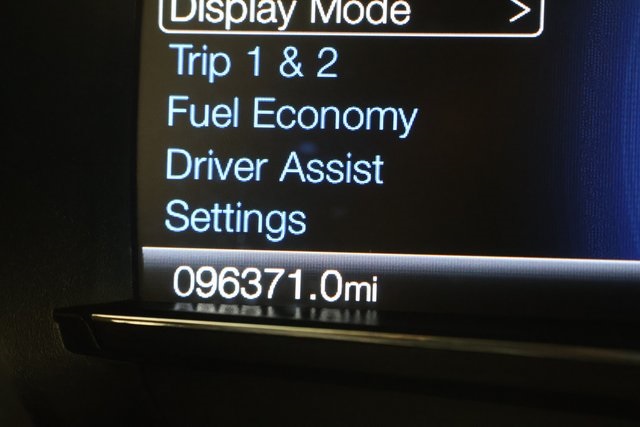 Display Mode >
Trip 1 & 2
Fuel Economy
Driver Assist
Settings
096371.0mi